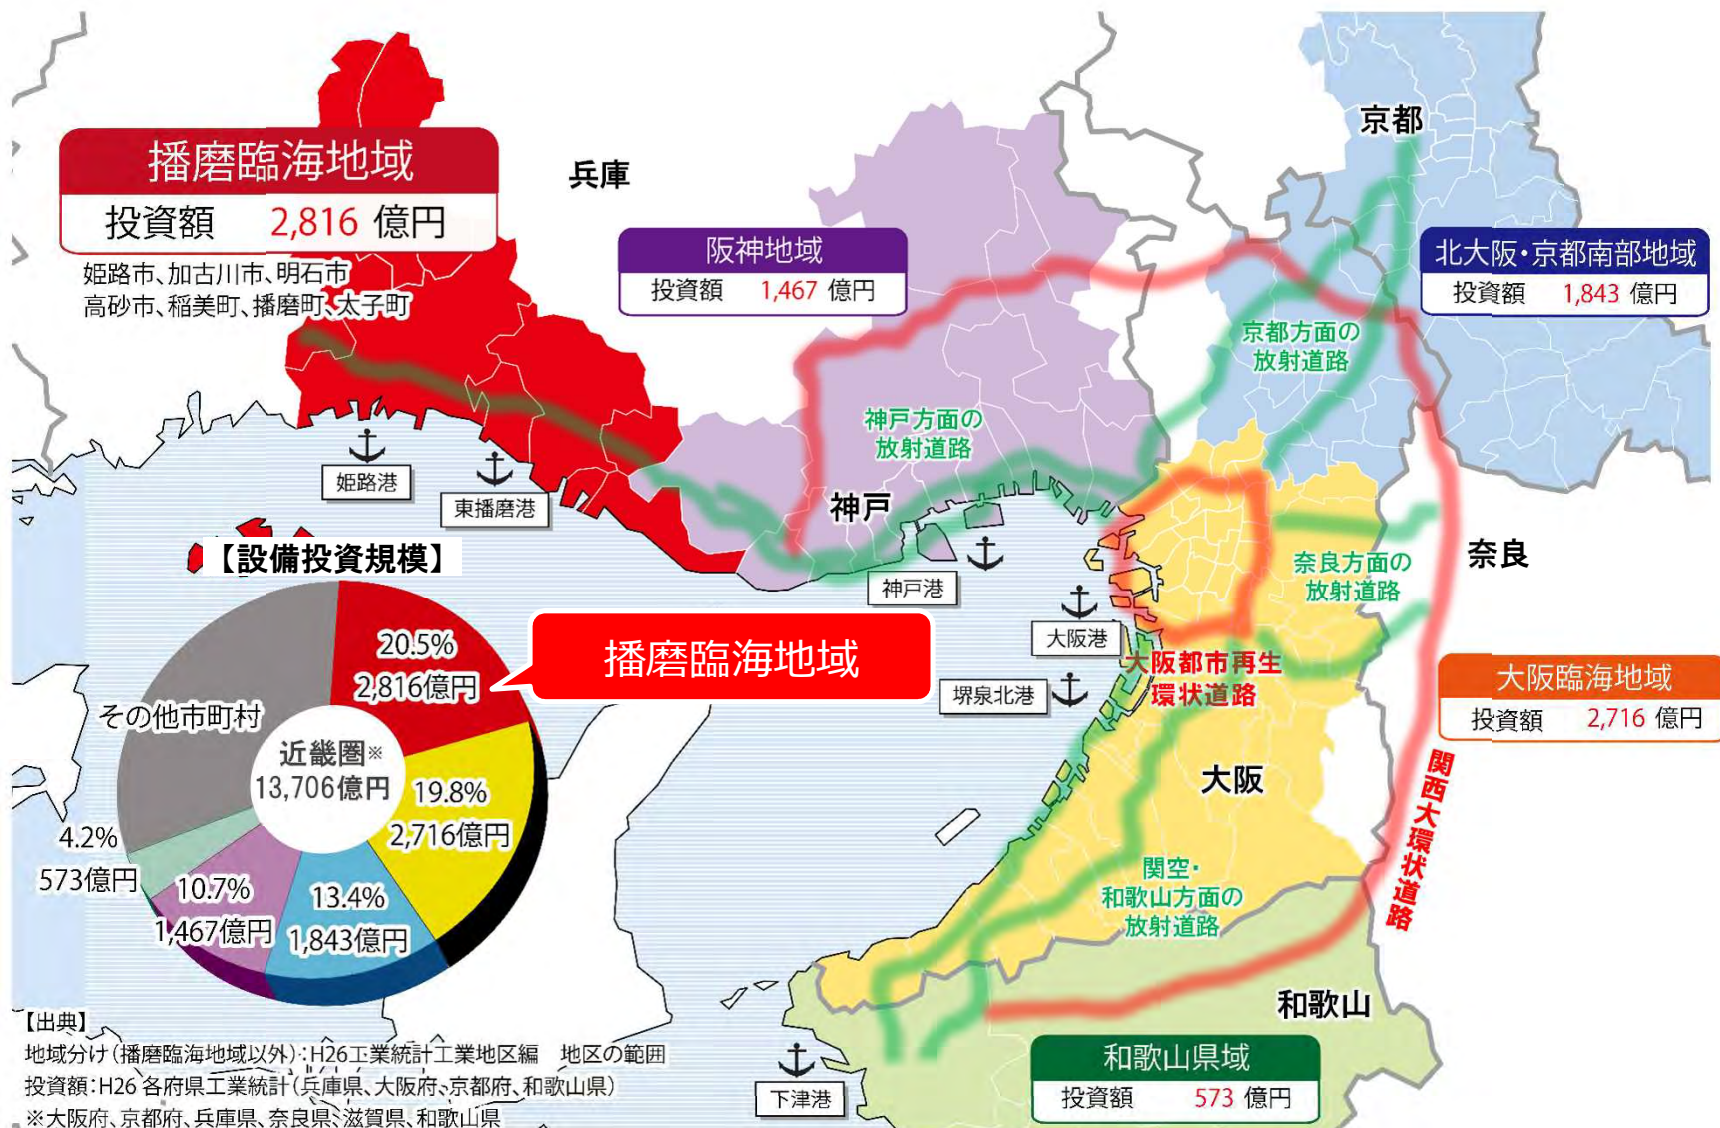 京都
播磨臨海地域
投資額 2,816 億円
姫路市、加古川市、明石市
高砂市、稲美町、播磨町、太子町
兵庫
阪神地域
投資額 1,467 億円
北大阪・京都南部地域
投資額 1,843 億円
京都方面の
放射道路
神戸方面の
放射道路
神戸
姫路港
東播磨港
神戸港
大阪港
堺泉北港
奈良
奈良方面の
放射道路
大阪都市再生
環状道路
大阪臨海地域
投資額 2,716 億円
関西大環状道路
大阪
関空・
和歌山方面の
放射道路
和歌山
和歌山県域
投資額 573 億円
下津港
【設備投資規模】
播磨臨海地域
20.5%
2,816億円
その他市町村
近畿圏※
13,706億円
19.8%
2,716億円
4.2%
573億円
10.7%
1,467億円
13.4%
1,843億円
【出典】
地域分け(播磨臨海地域以外):H26工業統計工業地区編 地区の範囲
投資額:H26 各府県工業統計(兵庫県、大阪府、京都府、和歌山県)
※大阪府、京都府、兵庫県、奈良県、滋賀県、和歌山県